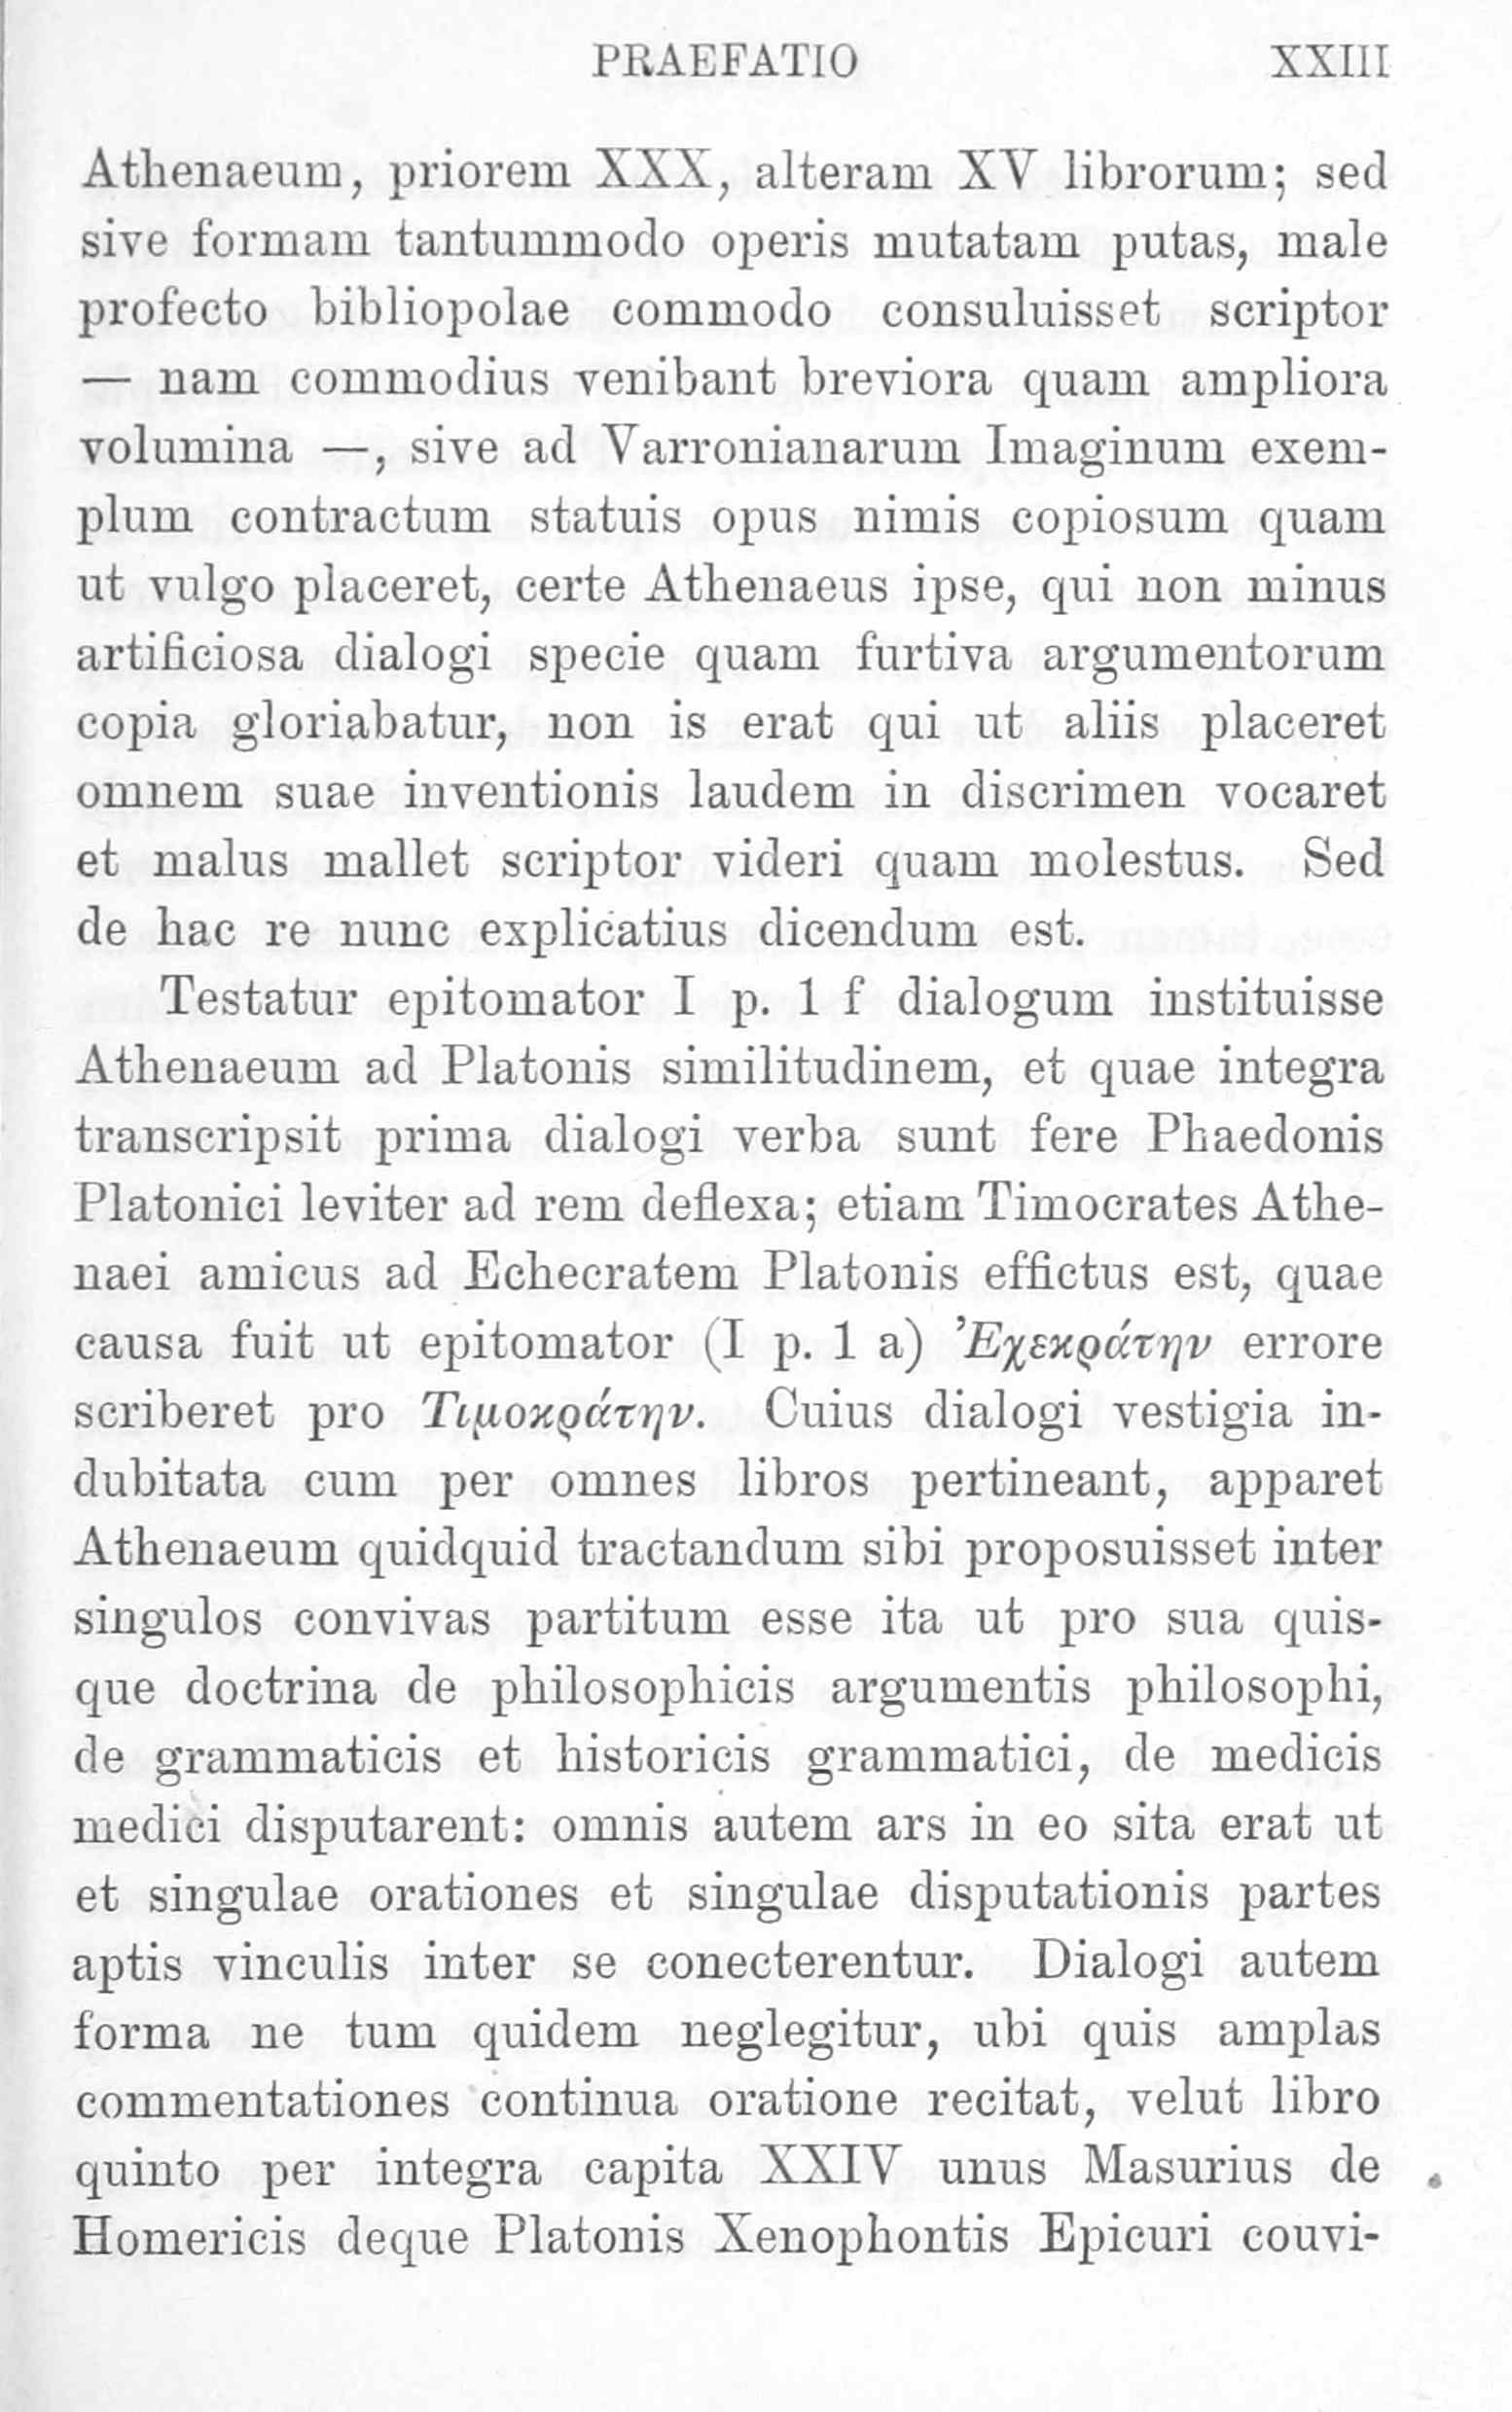 PRAEFATIO XXIII
Athenaeum, priorem XXX, alteram XV librorum; sed
sive formam tantummodo operis mutatam putas, male
profecto bibliopolae commodo consuluisset scriptor
— nam commodius venibant breviora quam ampliora
volumina —, sive ad Varronianarum Imaginum exem-
plum contractum statuis opus nimis copiosum quam
ut vulgo placeret, certe Athenaeus ipse, qui non minus
artificiosa dialogi specie quam furtiva argumentorum
copia gloriabatur, non is erat qui ut aliis placeret
omnem suae inventionis laudem in discrimen vocaret
et malus mallet scriptor videri quam molestus. Sed
de hac re nunc explicatius dicendum est.
Testatur epitomator I p. 1 f dialogum instituisse
Athenaeum ad Platonis similitudinem, et quae integra
transcripsit prima dialogi verba sunt fere Phaedonis
Platonici leviter ad rem deflexa; etiam Timocrates Athe-
naei amicus ad Echecratem Platonis effictus est, quae
causa fuit ut epitomator (I p. 1 a) Ἐχεκράτην errore
scriberet pro Τιμοκράτην. Cuius dialogi vestigia in-
dubitata cum per omnes libros pertineant, apparet
Athenaeum quidquid tractandum sibi proposuisset inter
singulos convivas partitum esse ita ut pro sua quis-
que doctrina de philosophicis argumentis philosophi,
de grammaticis et historicis grammatici, de medicis
medici disputarent: omnis autem ars in eo sita erat ut
et singulae orationes et singulae disputationis partes
aptis vinculis inter se conecterentur. Dialogi autem
forma ne tum quidem neglegitur, ubi quis amplas
commentationes continua oratione recitat, velut libro
quinto per integra capita XXIV unus Masurius de
Homericis deque Platonis Xenophontis Epicuri couvi-